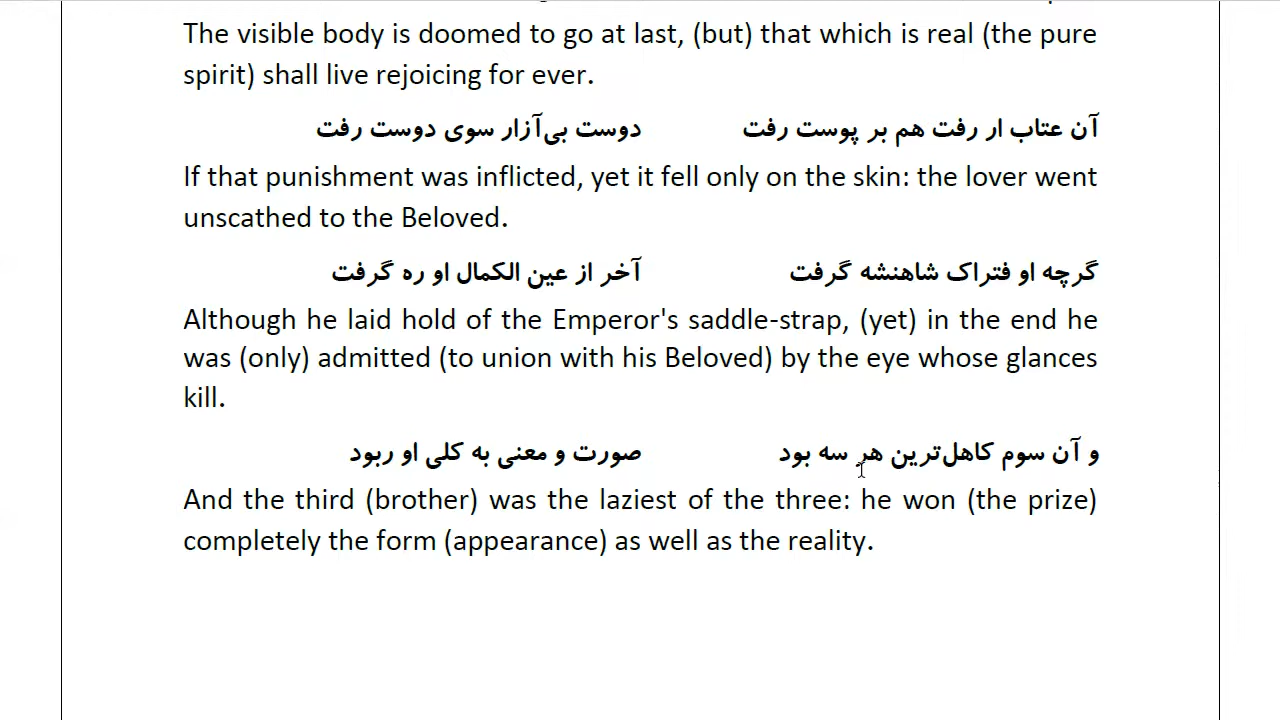 The visible body is doomed to go at last, (but) that which is real (the pure
spirit) shall live rejoicing for ever.
آن عتاب ار رفت هم بر پوست رفت دوست بی‌آزار سوی دوست رفت
If that punishment was inflicted, yet it fell only on the skin: the lover went
unscathed to the Beloved.
گرچه او فتراک شاهنشه گرفت آخر از عین الکمال او ره گرفت
Although he laid hold of the Emperor's saddle-strap, (yet) in the end he
was (only) admitted (to union with his Beloved) by the eye whose glances
kill.
و آن سوم کاهل‌ترین هر سه بود صورت و معنی به کلی او ربود
And the third (brother) was the laziest of the three: he won (the prize)
completely the form (appearance) as well as the reality.